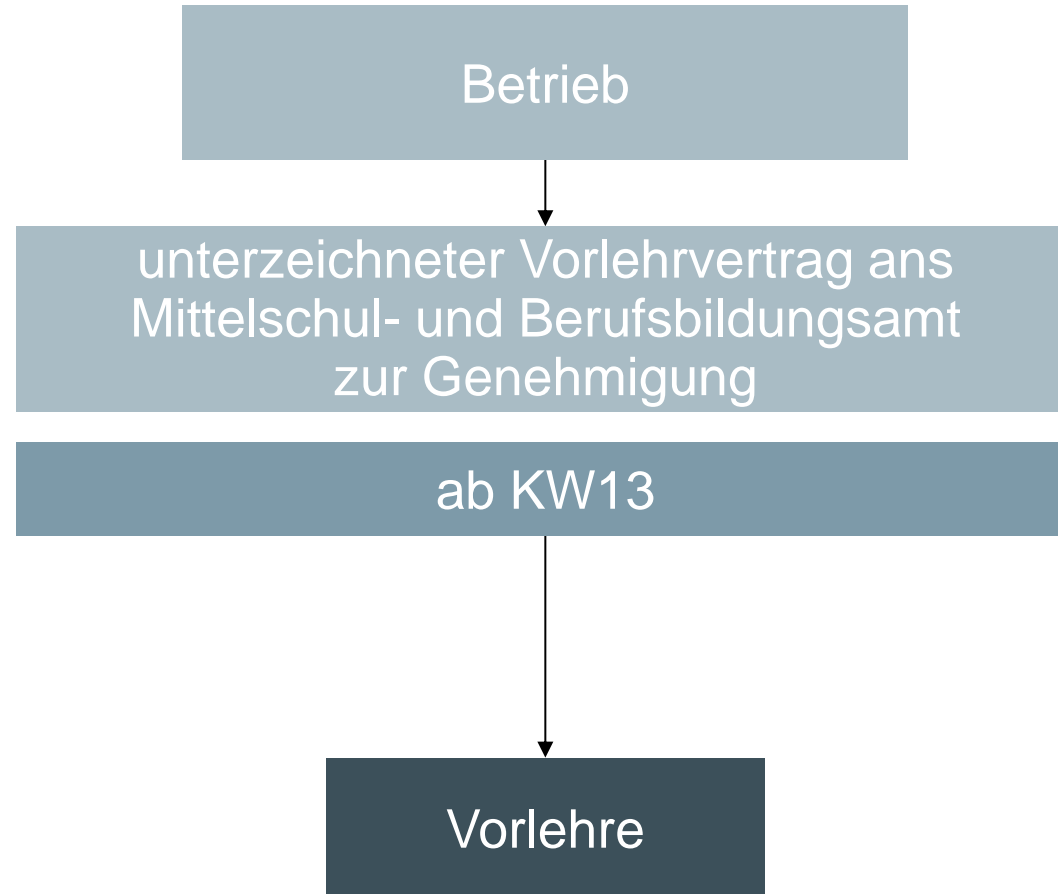 Betrieb
unterzeichneter Vorlehrvertrag ans
Mittelschul- und Berufsbildungsamt
zur Genehmigung
ab KW13
Vorlehre